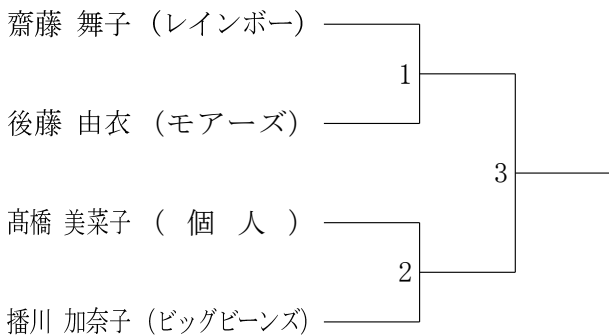 齋藤 舞子 (レインボー)
1
後藤 由衣 (モアーズ)
3
髙橋 美菜子 ( 個 人 )
2
播川 加奈子 (ビッグビーンズ)